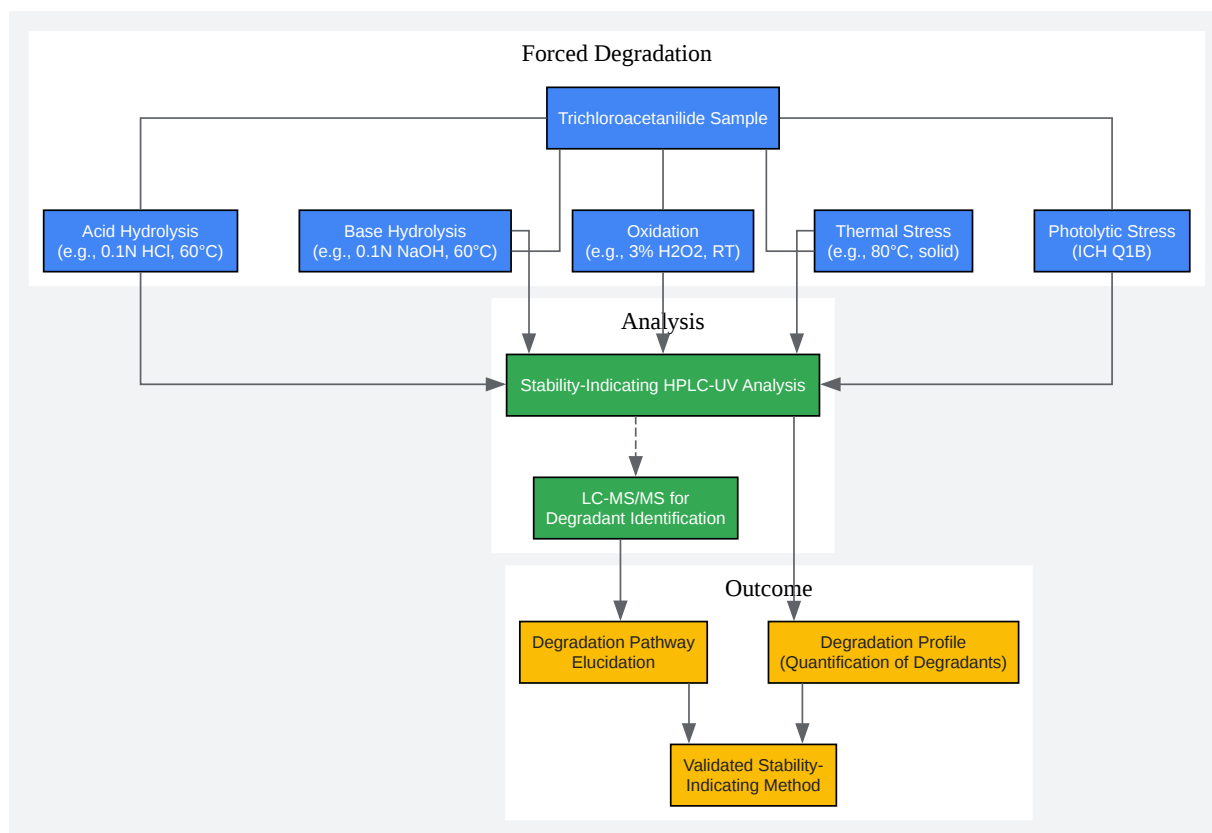 Forced Degradation
Trichloroacetanilide Sample
Acid Hydrolysis
(e.g., 0.1N HCl, 60°C)
Base Hydrolysis
(e.g., 0.1N NaOH, 60°C)
Oxidation
(e.g., 3% H2O2, RT)
Thermal Stress
(e.g., 80°C, solid)
Photolytic Stress
(ICH Q1B)
Analysis
Stability-Indicating HPLC-UV Analysis
LC-MS/MS for
Degradant Identification
Outcome
Degradation Pathway
Elucidation
Degradation Profile
(Quantification of Degradants)
Validated Stability-
Indicating Method